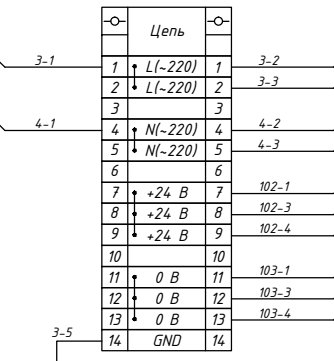 Цепь
3-1 1 L(~220) 1 3-2
2 L(~220) 2 3-3
3 3
4-1 4 N(~220) 4 4-2
5 N(~220) 5 4-3
6 6
7 +24 В 7 102-1
8 +24 В 8 102-3
9 +24 В 9 102-4
10 10
11 0 В 11 103-1
12 0 В 12 103-3
13 0 В 13 103-4
3-5 14 GND 14